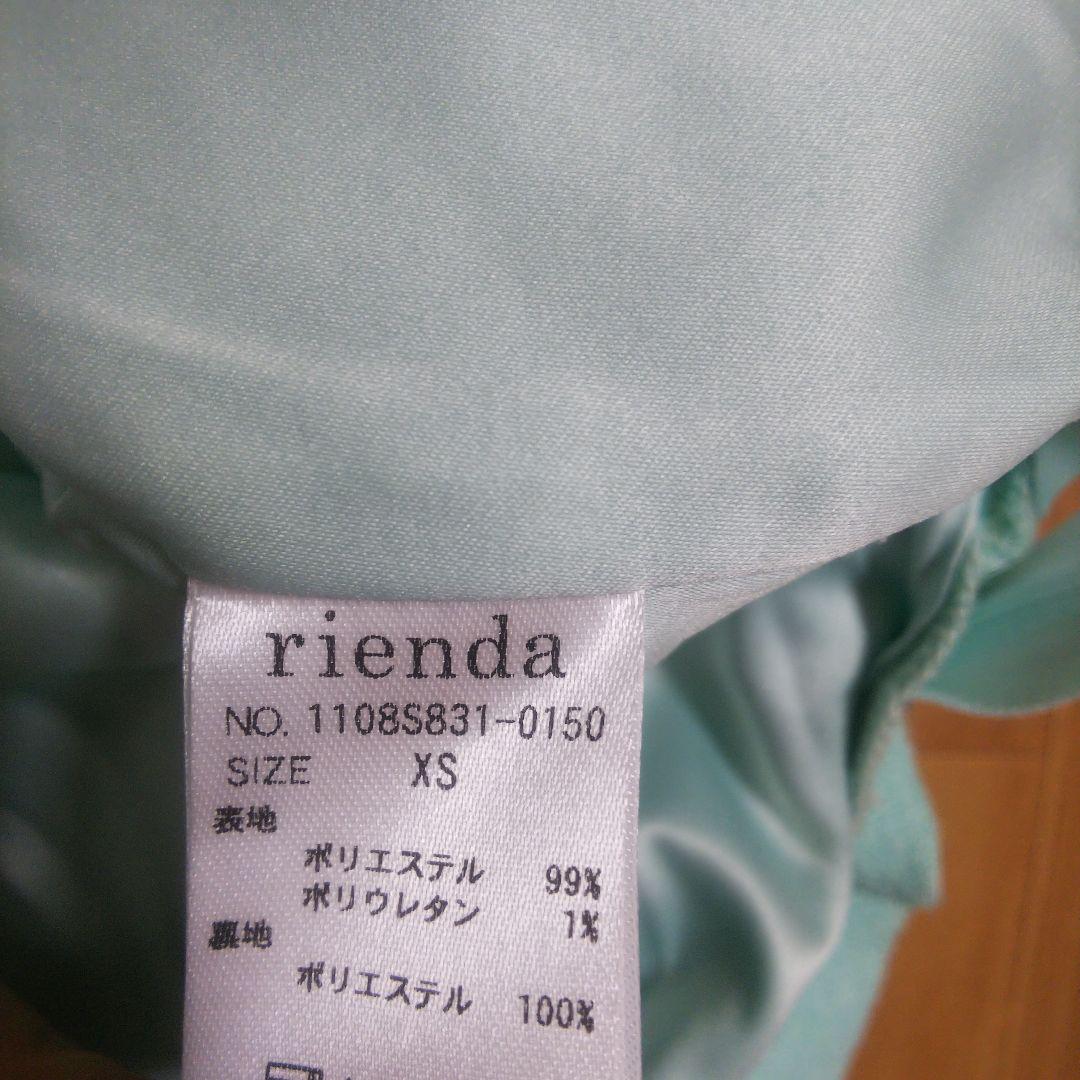 rienda
NO. 1108S831-0150
SIZE XS
表地
ポリエステル 99%
ポリウレタン 1%
裏地
ポリエステル 100%